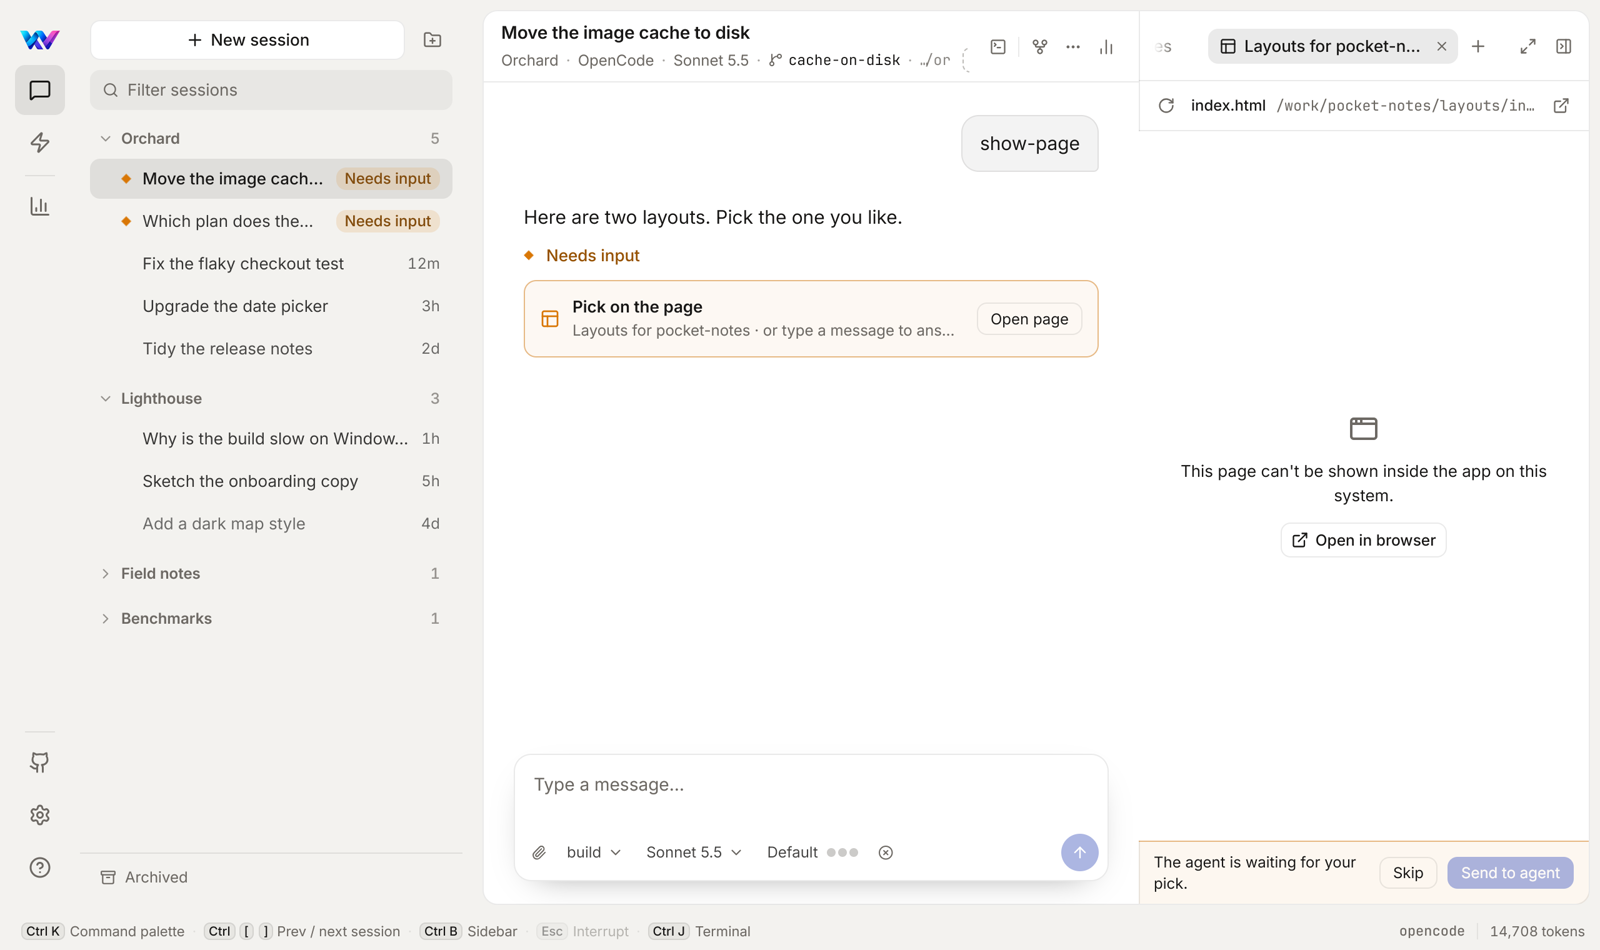 New session
Filter sessions
Orchard 5
Move the image cach... Needs input
Which plan does the... Needs input
Fix the flaky checkout test 12m
Upgrade the date picker 3h
Tidy the release notes 2d
Lighthouse 3
Why is the build slow on Window... 1h
Sketch the onboarding copy 5h
Add a dark map style 4d
Field notes 1
Benchmarks 1
Archived
Move the image cache to disk
Orchard · OpenCode · Sonnet 5.5 · cache-on-disk · ../or
show-page
Here are two layouts. Pick the one you like.
Needs input
Pick on the page
Layouts for pocket-notes · or type a message to ans...
Open page
Type a message...
build
Sonnet 5.5
Default
es
Layouts for pocket-n...
index.html /work/pocket-notes/layouts/in...
This page can't be shown inside the app on this
system.
Open in browser
The agent is waiting for your
pick.
Skip
Send to agent
Ctrl K Command palette · Ctrl [ ] Prev / next session · Ctrl B Sidebar · Esc Interrupt · Ctrl J Terminal
opencode 14,708 tokens